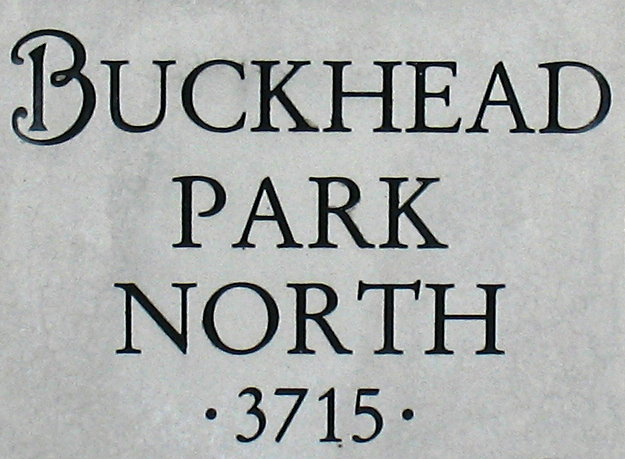 BUCKHEAD
PARK
NORTH
·3715·